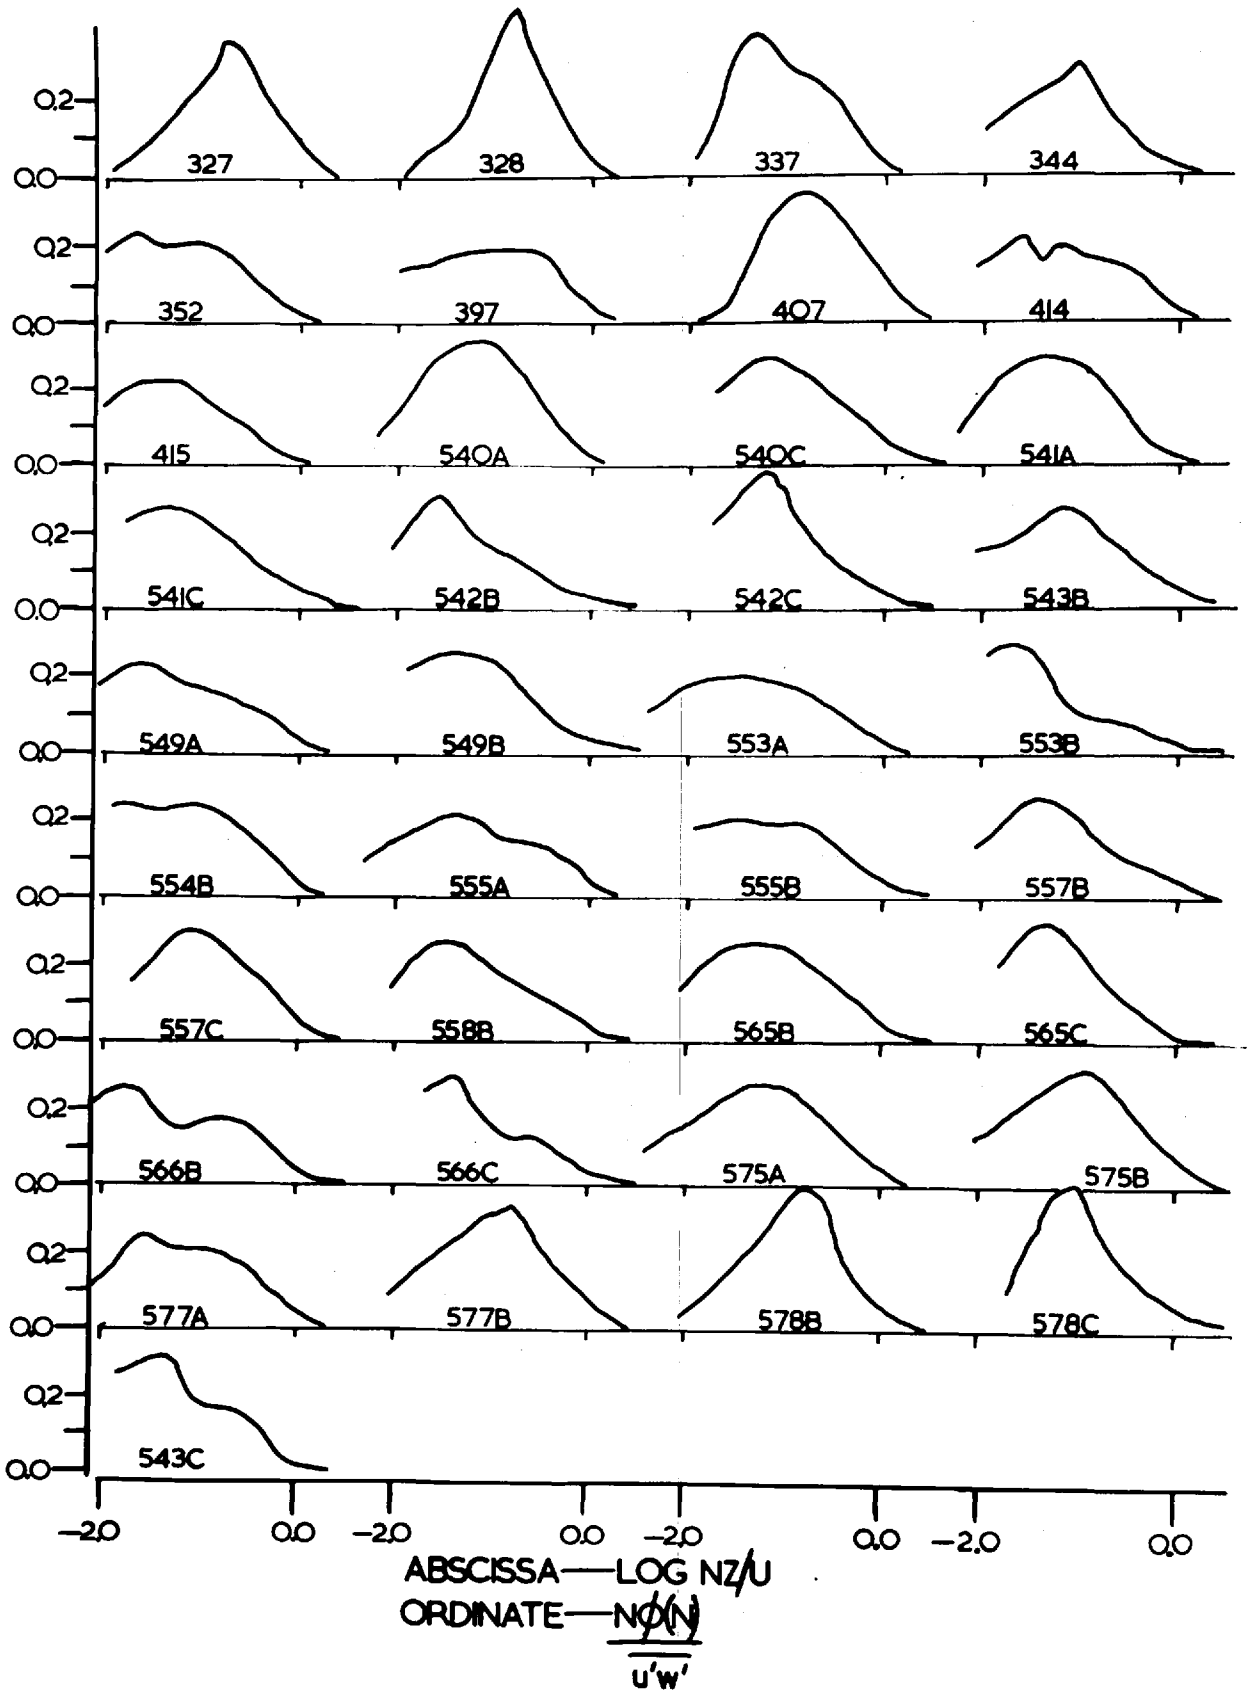 0.2
327 328 337 344
0.0
0.2
352 397 407 414
0.0
0.2
415 540A 540C 541A
0.0
0.2
541C 542B 542C 543B
0.0
0.2
549A 549B 553A 553B
0.0
0.2
554B 555A 555B 557B
0.0
0.2
557C 558B 565B 565C
0.0
0.2
566B 566C 575A 575B
0.0
0.2
577A 577B 578B 578C
0.0
0.2
543C
0.0
-2.0 0.0 -2.0 0.0 -2.0 0.0 -2.0 0.0
ABSCISSA—LOG NZ/U
ORDINATE—NØ(N)
u'w'